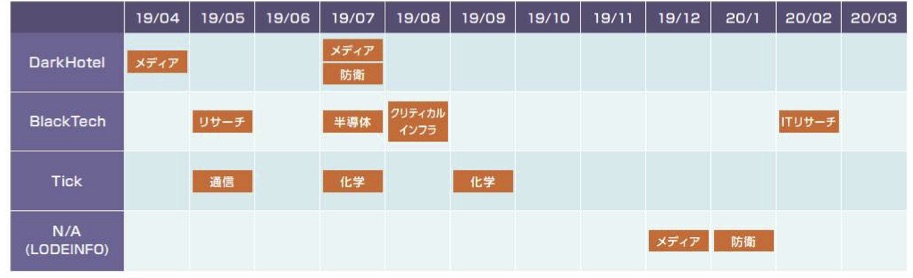 19/04 19/05 19/06 19/07 19/08 19/09 19/10 19/11 19/12 20/1 20/02 20/03
DarkHotel メディア メディア
防衛
BlackTech リサーチ 半導体 クリティカル
インフラ ITリサーチ
Tick 通信 化学 化学
N/A
(LODEINFO) メディア 防衛